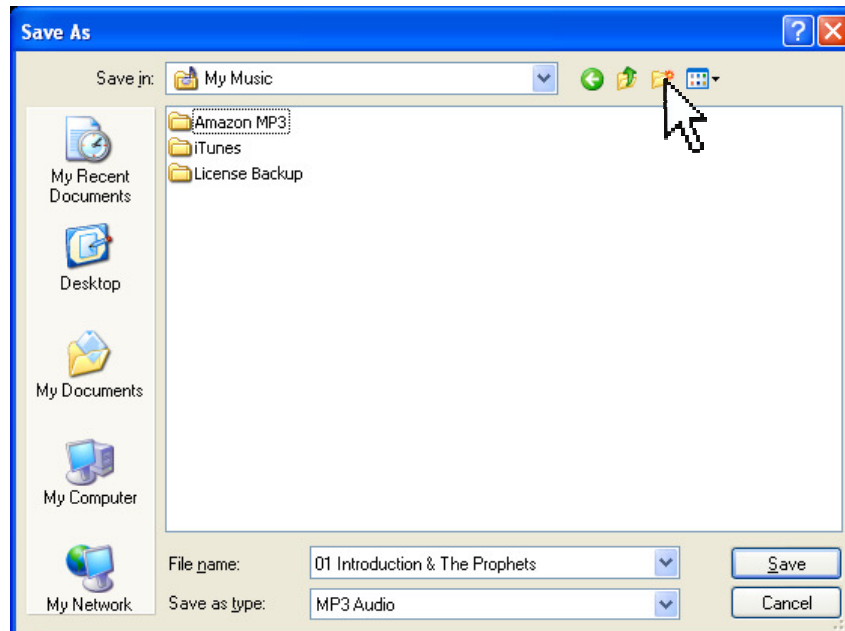 Save As
Save in: My Music
Amazon MP3
iTunes
License Backup
My Recent
Documents
Desktop
My Documents
My Computer
My Network
File name: 01 Introduction & The Prophets Save
Save as type: MP3 Audio Cancel